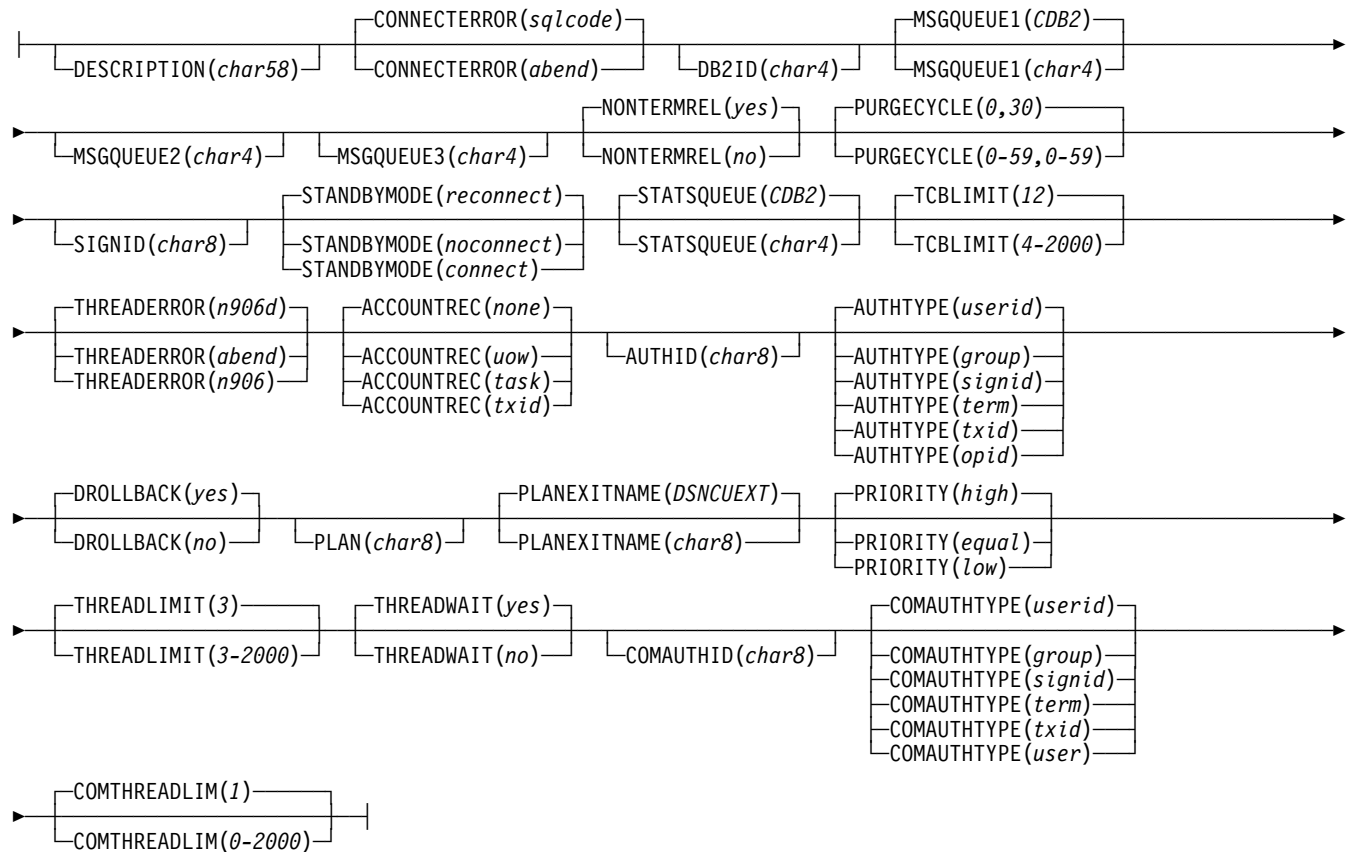 CONNECTERROR(sqlcode) MSGQUEUE1(CDB2)
DESCRIPTION(char58) CONNECTERROR(abend) DB2ID(char4) MSGQUEUE1(char4)
NONTERMREL(yes) PURGECYCLE(0,30)
MSGQUEUE2(char4) MSGQUEUE3(char4) NONTERMREL(no) PURGECYCLE(0-59,0-59)
STANDBYMODE(reconnect) STATSQUEUE(CDB2) TCBLIMIT(12)
SIGNID(char8) STANDBYMODE(noconnect) STATSQUEUE(char4) TCBLIMIT(4-2000)
STANDBYMODE(connect)
THREADERROR(n906d) ACCOUNTREC(none) AUTHTYPE(userid)
THREADERROR(abend) ACCOUNTREC(uow) AUTHID(char8) AUTHTYPE(group)
THREADERROR(n906) ACCOUNTREC(task) AUTHTYPE(signid)
ACCOUNTREC(txid) AUTHTYPE(term)
AUTHTYPE(txid)
AUTHTYPE(opid)
DROLLBACK(yes) PLANEXITNAME(DSNCUEXT) PRIORITY(high)
DROLLBACK(no) PLAN(char8) PLANEXITNAME(char8) PRIORITY(equal)
PRIORITY(low)
THREADLIMIT(3) THREADWAIT(yes) COMAUTHTYPE(userid)
THREADLIMIT(3-2000) THREADWAIT(no) COMAUTHID(char8) COMAUTHTYPE(group)
COMAUTHTYPE(signid)
COMAUTHTYPE(term)
COMAUTHTYPE(txid)
COMAUTHTYPE(user)
COMTHREADLIM(1)
COMTHREADLIM(0-2000)